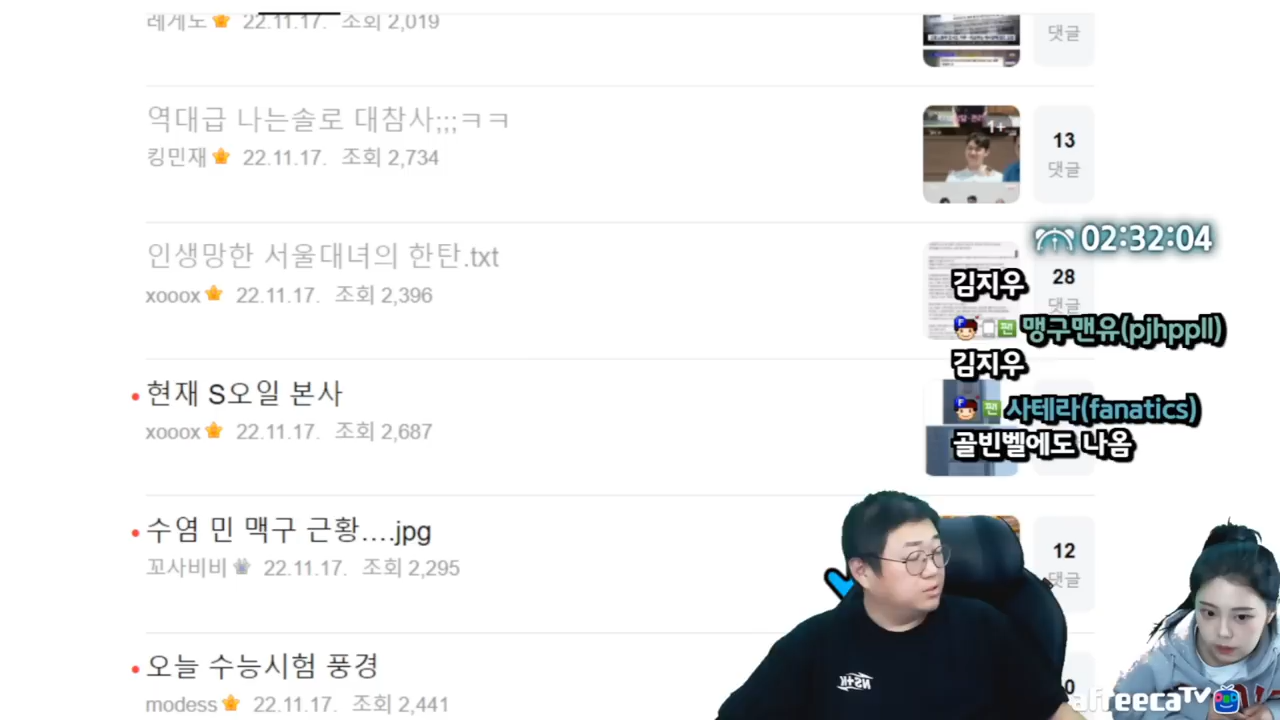 레게노 22.11.17. 조회 2,019
댓글
역대급 나는솔로 대참사;;;ㅋㅋ
킹민재 22.11.17. 조회 2,734
13
댓글
인생망한 서울대녀의 한탄.txt
xooox 22.11.17. 조회 2,396
28
댓글
02:32:04
김지우
맹구맨유(pjhppll)
김지우
사테라(fanatics)
골빈벨에도 나옴
현재 S오일 본사
xooox 22.11.17. 조회 2,687
수염 민 맥구 근황....jpg
꼬사비비 22.11.17. 조회 2,295
12
댓글
오늘 수능시험 풍경
modess 22.11.17. 조회 2,441
0
afreecaTV